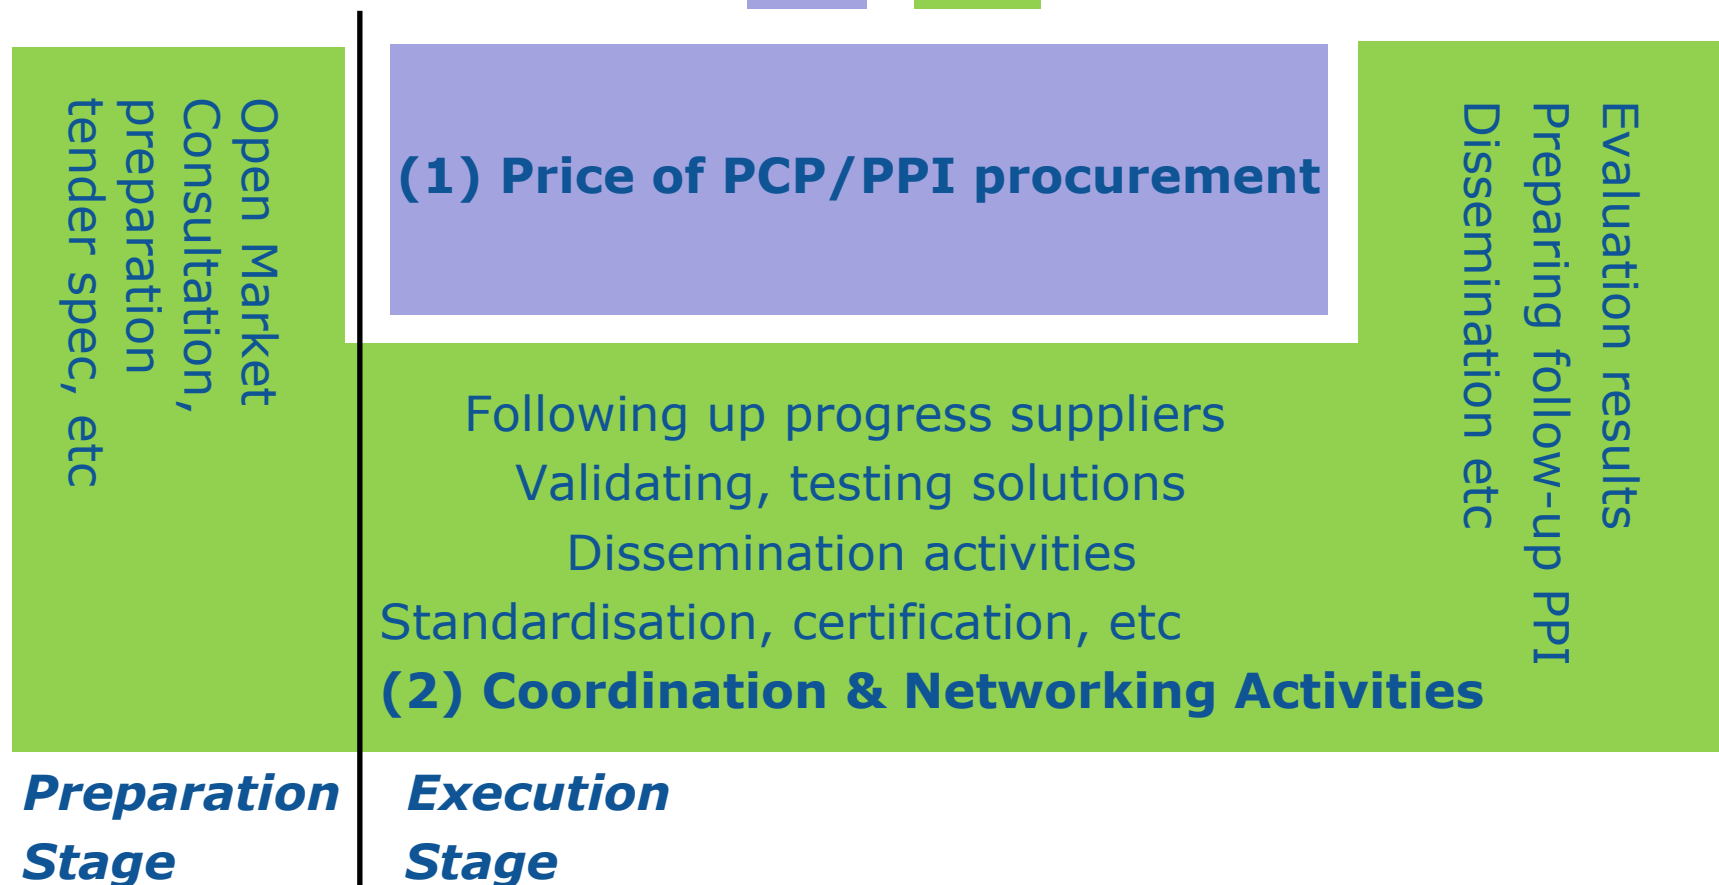 Open Market
Consultation,
preparation
tender spec, etc
(1) Price of PCP/PPI procurement
Evaluation results
Preparing follow-up PPI
Dissemination etc
Following up progress suppliers
Validating, testing solutions
Dissemination activities
Standardisation, certification, etc
(2) Coordination & Networking Activities
Preparation
Stage
Execution
Stage